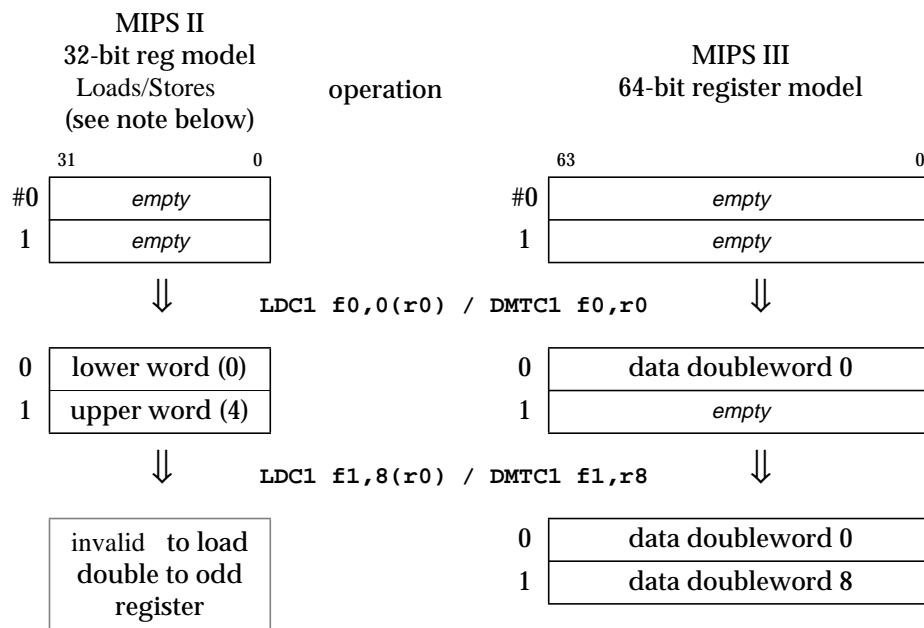 MIPS II
32-bit reg model
Loads/Stores
(see note below)
operation
MIPS III
64-bit register model
31 0
63 0
#0 empty
1 empty
#0 empty
1 empty
⇓ LDC1 f0,0(r0) / DMTC1 f0,r0 ⇓
0 lower word (0)
1 upper word (4)
0 data doubleword 0
1 empty
⇓ LDC1 f1,8(r0) / DMTC1 f1,r8 ⇓
invalid to load
double to odd
register
0 data doubleword 0
1 data doubleword 8